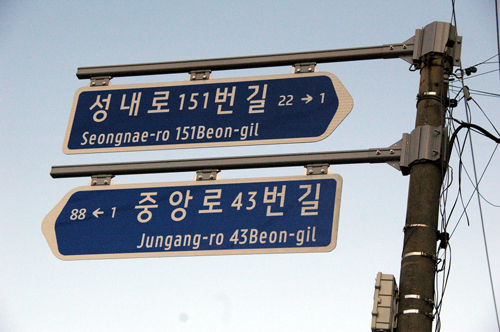 성내로 151번길 22 → 1
Seongnae-ro 151Beon-gil
88 ← 1 중앙로 43번길
Jungang-ro 43Beon-gil